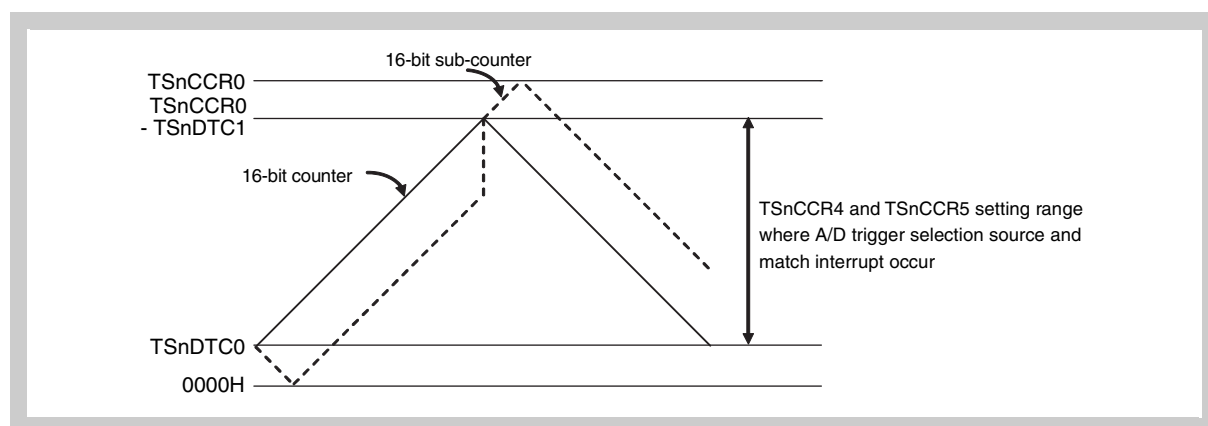 16-bit sub-counter
TSnCCR0
TSnCCR0
- TSnDTC1
16-bit counter
TSnCCR4 and TSnCCR5 setting range
where A/D trigger selection source and
match interrupt occur
TSnDTC0
0000H